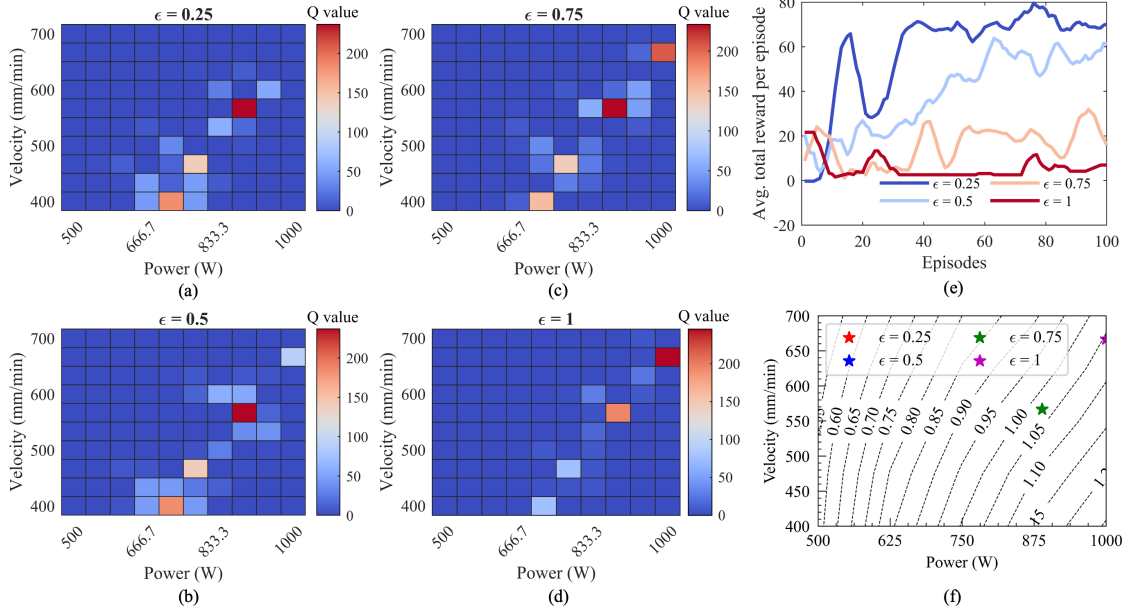 ϵ = 0.25
Q value
Velocity (mm/min)
700
600
500
400
200
150
100
50
0
500
666.7
833.3
1000
Power (W)
(a)
ϵ = 0.75
Q value
Velocity (mm/min)
700
600
500
400
200
150
100
50
0
500
666.7
833.3
1000
Power (W)
(c)
Avg. total reward per episode
80
60
40
20
0
-20
ϵ = 0.25
ϵ = 0.75
ϵ = 0.5
ϵ = 1
0
20
40
60
80
100
Episodes
(e)
ϵ = 0.5
Q value
Velocity (mm/min)
700
600
500
400
200
150
100
50
0
500
666.7
833.3
1000
Power (W)
(b)
ϵ = 1
Q value
Velocity (mm/min)
700
600
500
400
200
150
100
50
0
500
666.7
833.3
1000
Power (W)
(d)
Velocity (mm/min)
700
650
600
550
500
450
400
ϵ = 0.25
ϵ = 0.75
ϵ = 0.5
ϵ = 1
0.60
0.65
0.70
0.75
0.80
0.85
0.90
0.95
1.00
1.05
1.10
500
625
750
875
1000
Power (W)
(f)